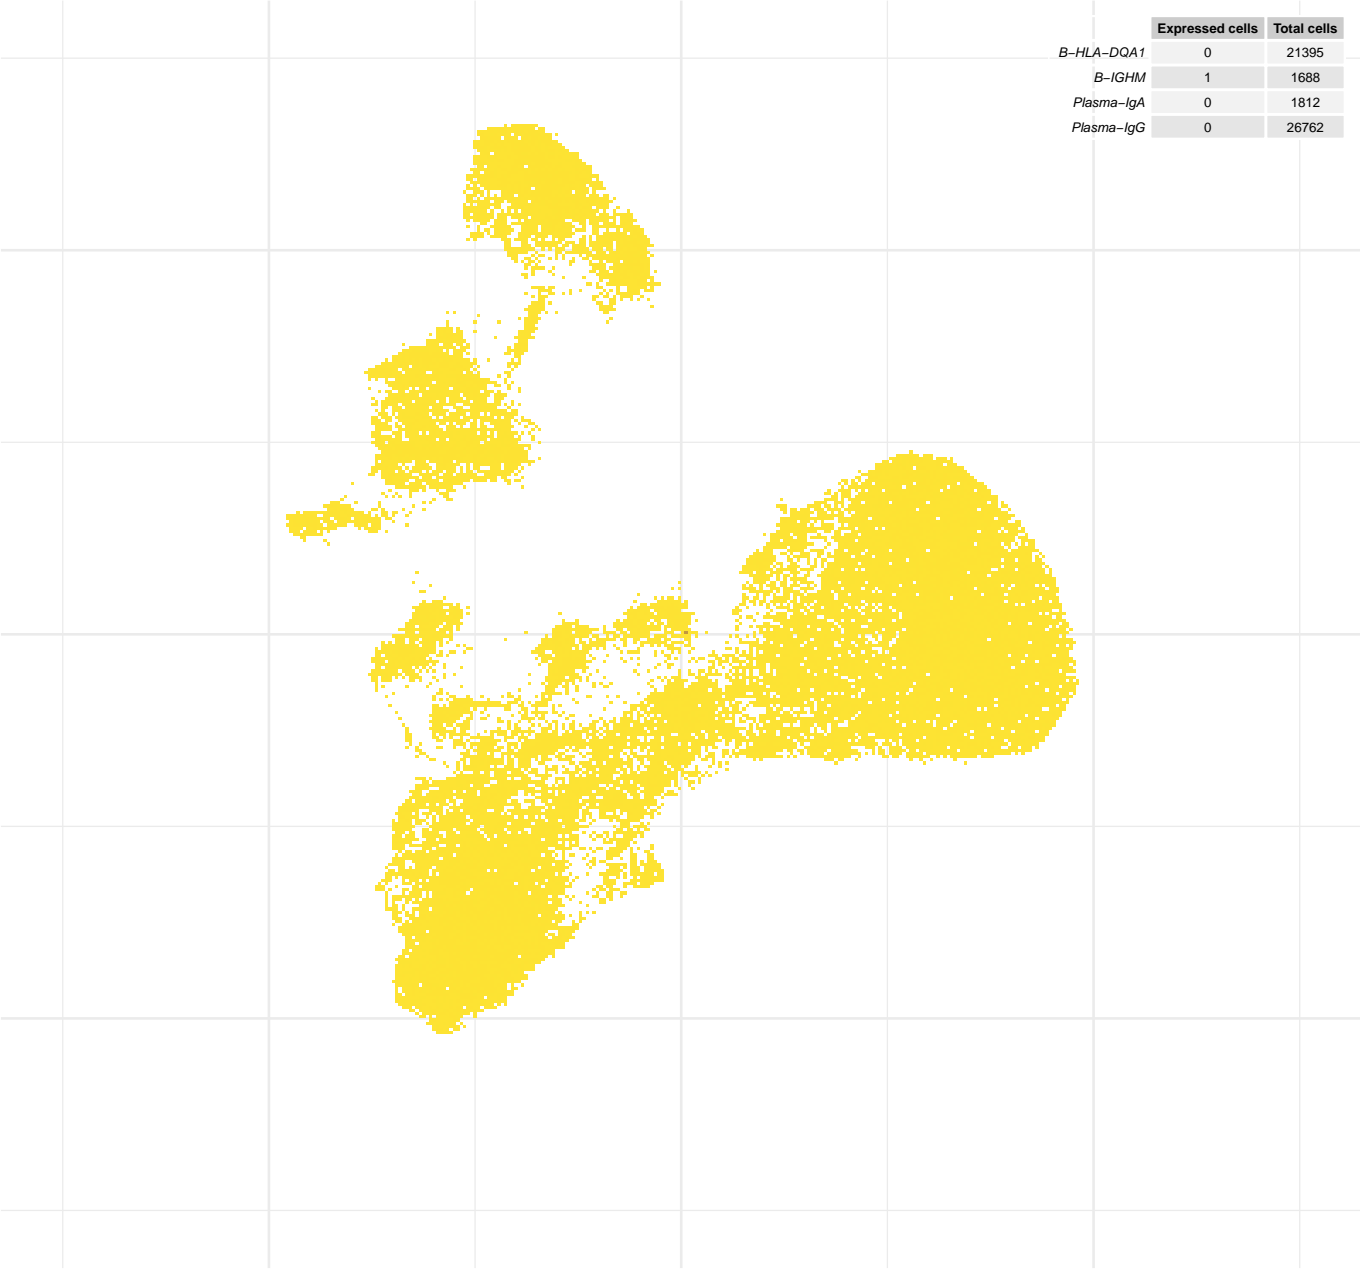 Expressed cells Total cells
B−HLA−DQA1 0 21395
B−IGHM 1 1688
Plasma−IgA 0 1812
Plasma−IgG 0 26762